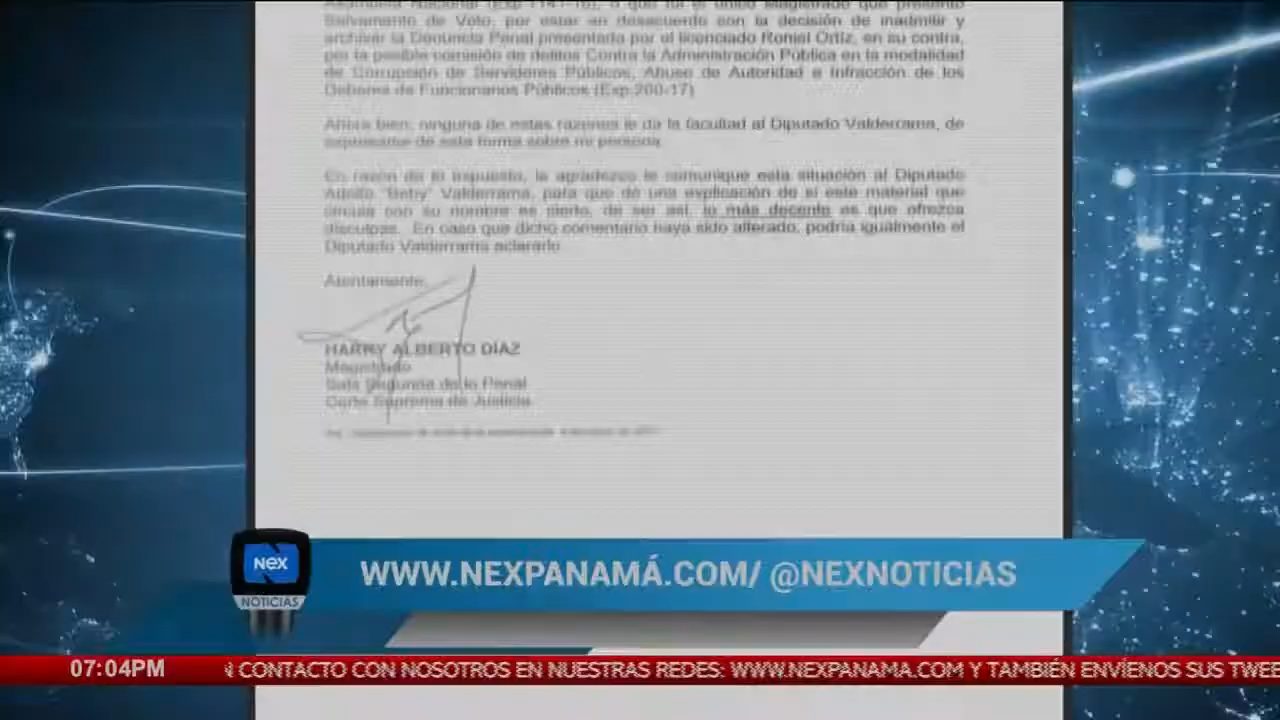 Asamblea Nacional (Exp.1147-16), o que fui el único Magistrado que presentó
Salvamento de Voto, por estar en desacuerdo con la decisión de inadmitir y
archivar la Denuncia Penal presentada por el licenciado Roniel Ortiz, en su contra,
por la posible comisión de delitos Contra la Administración Pública en la modalidad
de Corrupción de Servidores Públicos, Abuso de Autoridad e Infracción de los
Deberes de Funcionarios Públicos (Exp.200-17)
Ahora bien, ninguna de estas razones le da la facultad al Diputado Valderrama, de
expresarse de esta forma sobre mi persona
En razón de lo expuesto, le agradezco le comunique esta situación al Diputado
Adolfo "Beby" Valderrama, para que dé una explicación de si este material que
circula con su nombre es cierto, de ser así, lo más decente es que ofrezca
disculpas. En caso que dicho comentario haya sido alterado, podría igualmente el
Diputado Valderrama aclararlo
Atentamente,
HARRY ALBERTO DÍAZ
Magistrado
Sala Segunda de lo Penal
Corte Suprema de Justicia
Nex
NOTICIAS
WWW.NEXPANAMÁ.COM/ @NEXNOTICIAS
07:04PM
N CONTACTO CON NOSOTROS EN NUESTRAS REDES: WWW.NEXPANAMA.COM Y TAMBIÉN ENVÍENOS SUS TWEE